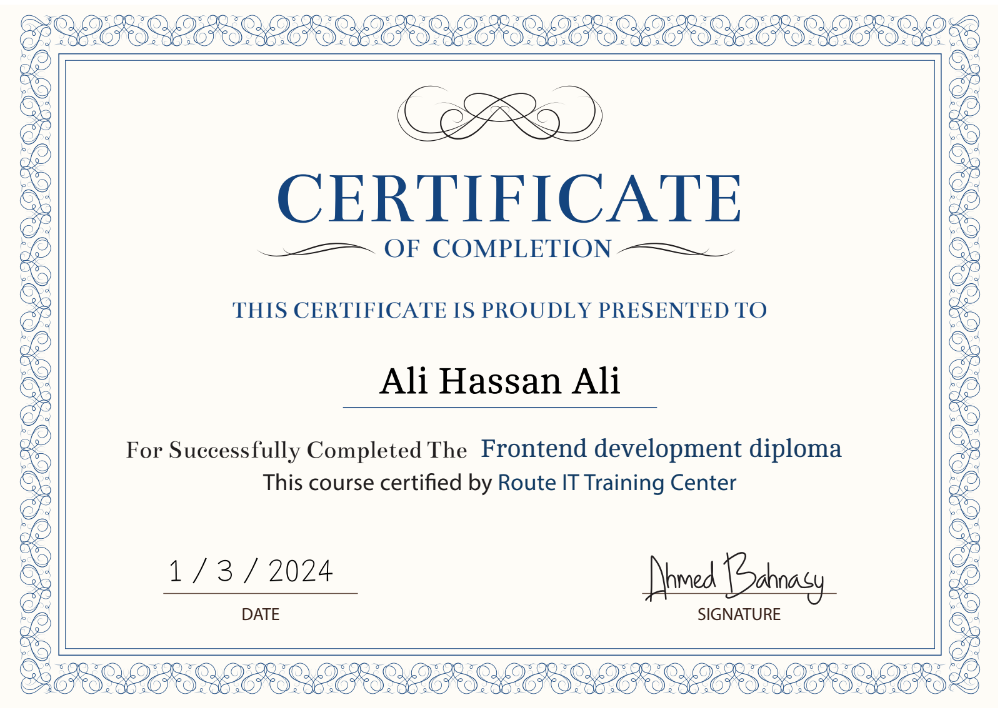 CERTIFICATE
OF COMPLETION
THIS CERTIFICATE IS PROUDLY PRESENTED TO
Ali Hassan Ali
For Successfully Completed The Frontend development diploma
This course certified by Route IT Training Center
1 / 3 / 2024
Ahmed Bahnasy
DATE
SIGNATURE